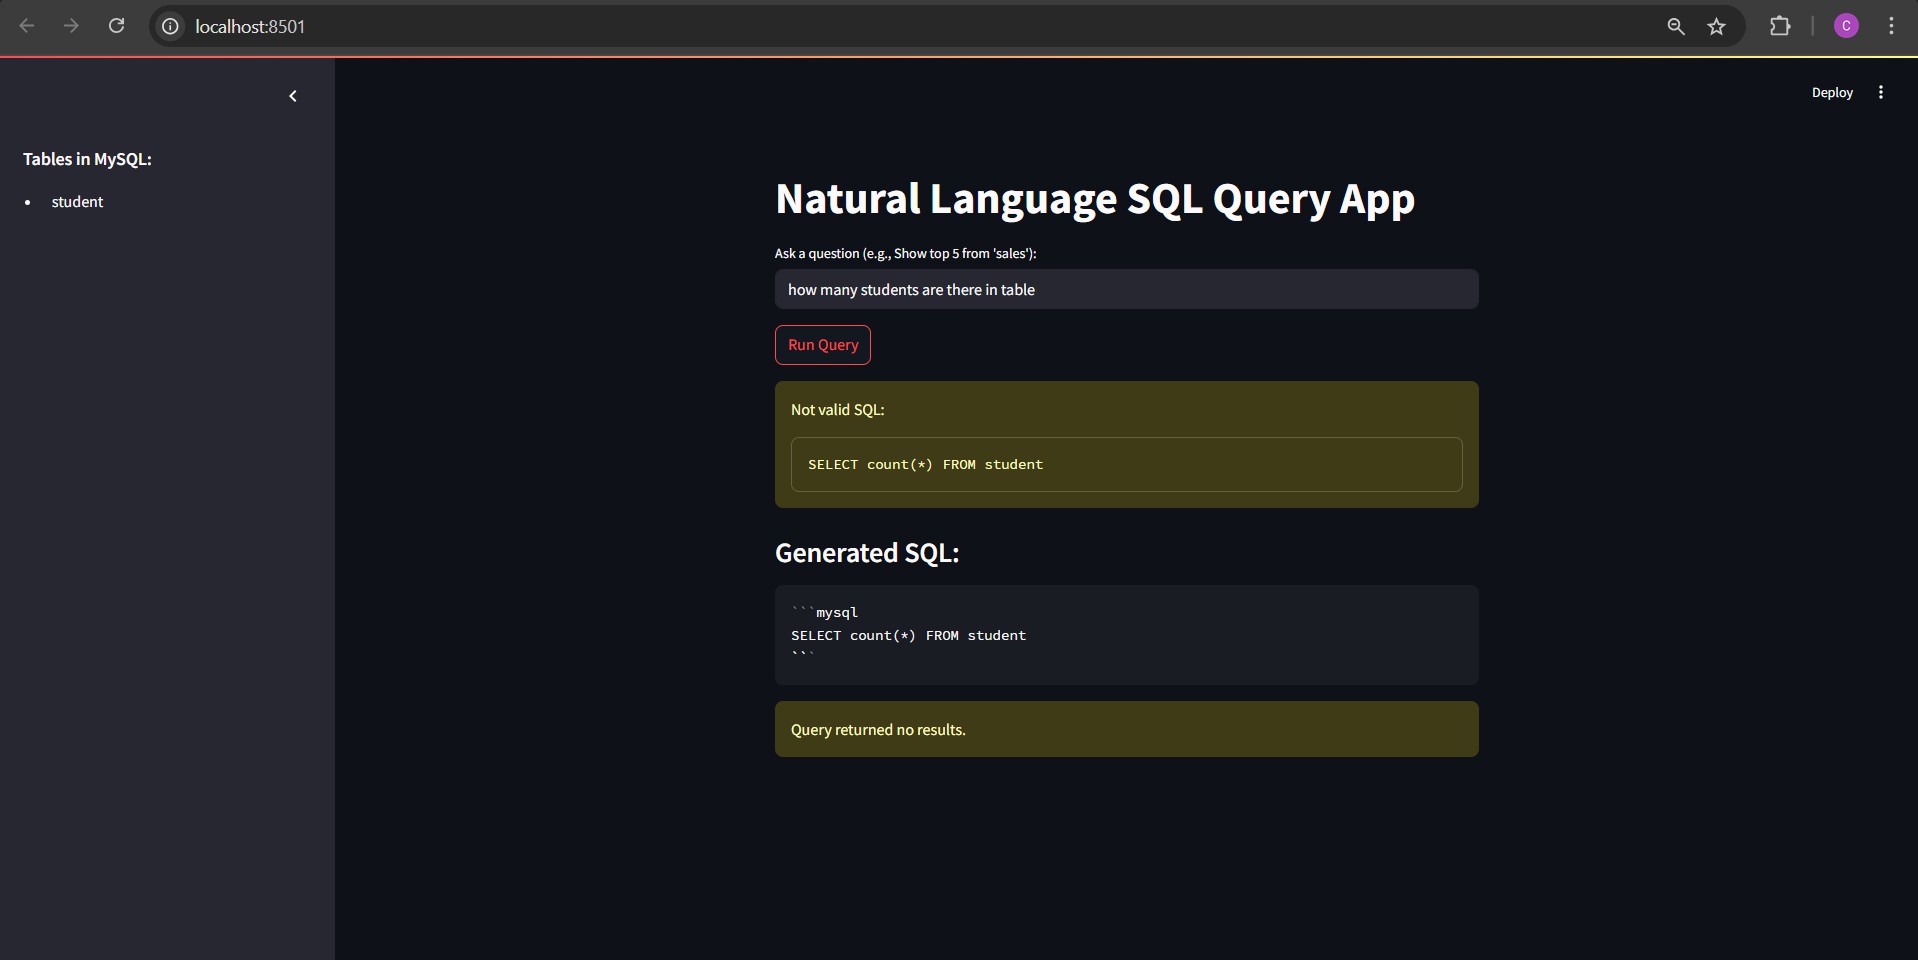 localhost:8501
C
Deploy
Tables in MySQL:
• student
Natural Language SQL Query App
Ask a question (e.g., Show top 5 from 'sales'):
how many students are there in table
Run Query
Not valid SQL:
SELECT count(*) FROM student
Generated SQL:
```mysql
SELECT count(*) FROM student
```
Query returned no results.